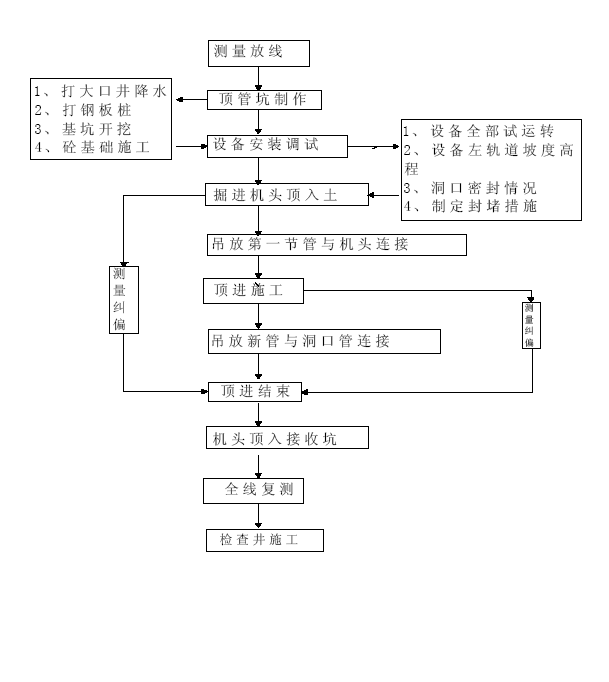 测量放线
顶管坑制作
1、打大口井降水
2、打钢板桩
3、基坑开挖
4、砼基础施工
设备安装调试
1、设备全部试运转
2、设备左轨道坡度高
程
3、洞口密封情况
4、制定封堵措施
掘进机头顶入土
吊放第一节管与机头连接
测
量
纠
偏
顶进施工
测
量
纠
偏
吊放新管与洞口管连接
顶进结束
机头顶入接收坑
全线复测
检查井施工